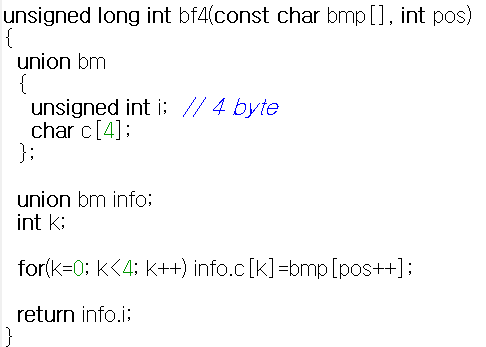 unsigned long int bf4(const char bmp[], int pos)
{
  union bm
  {
    unsigned int i;  // 4 byte
    char c[4];
  };

  union bm info;
  int k;

  for(k=0; k<4; k++) info.c[k]=bmp[pos++];

  return info.i;
}